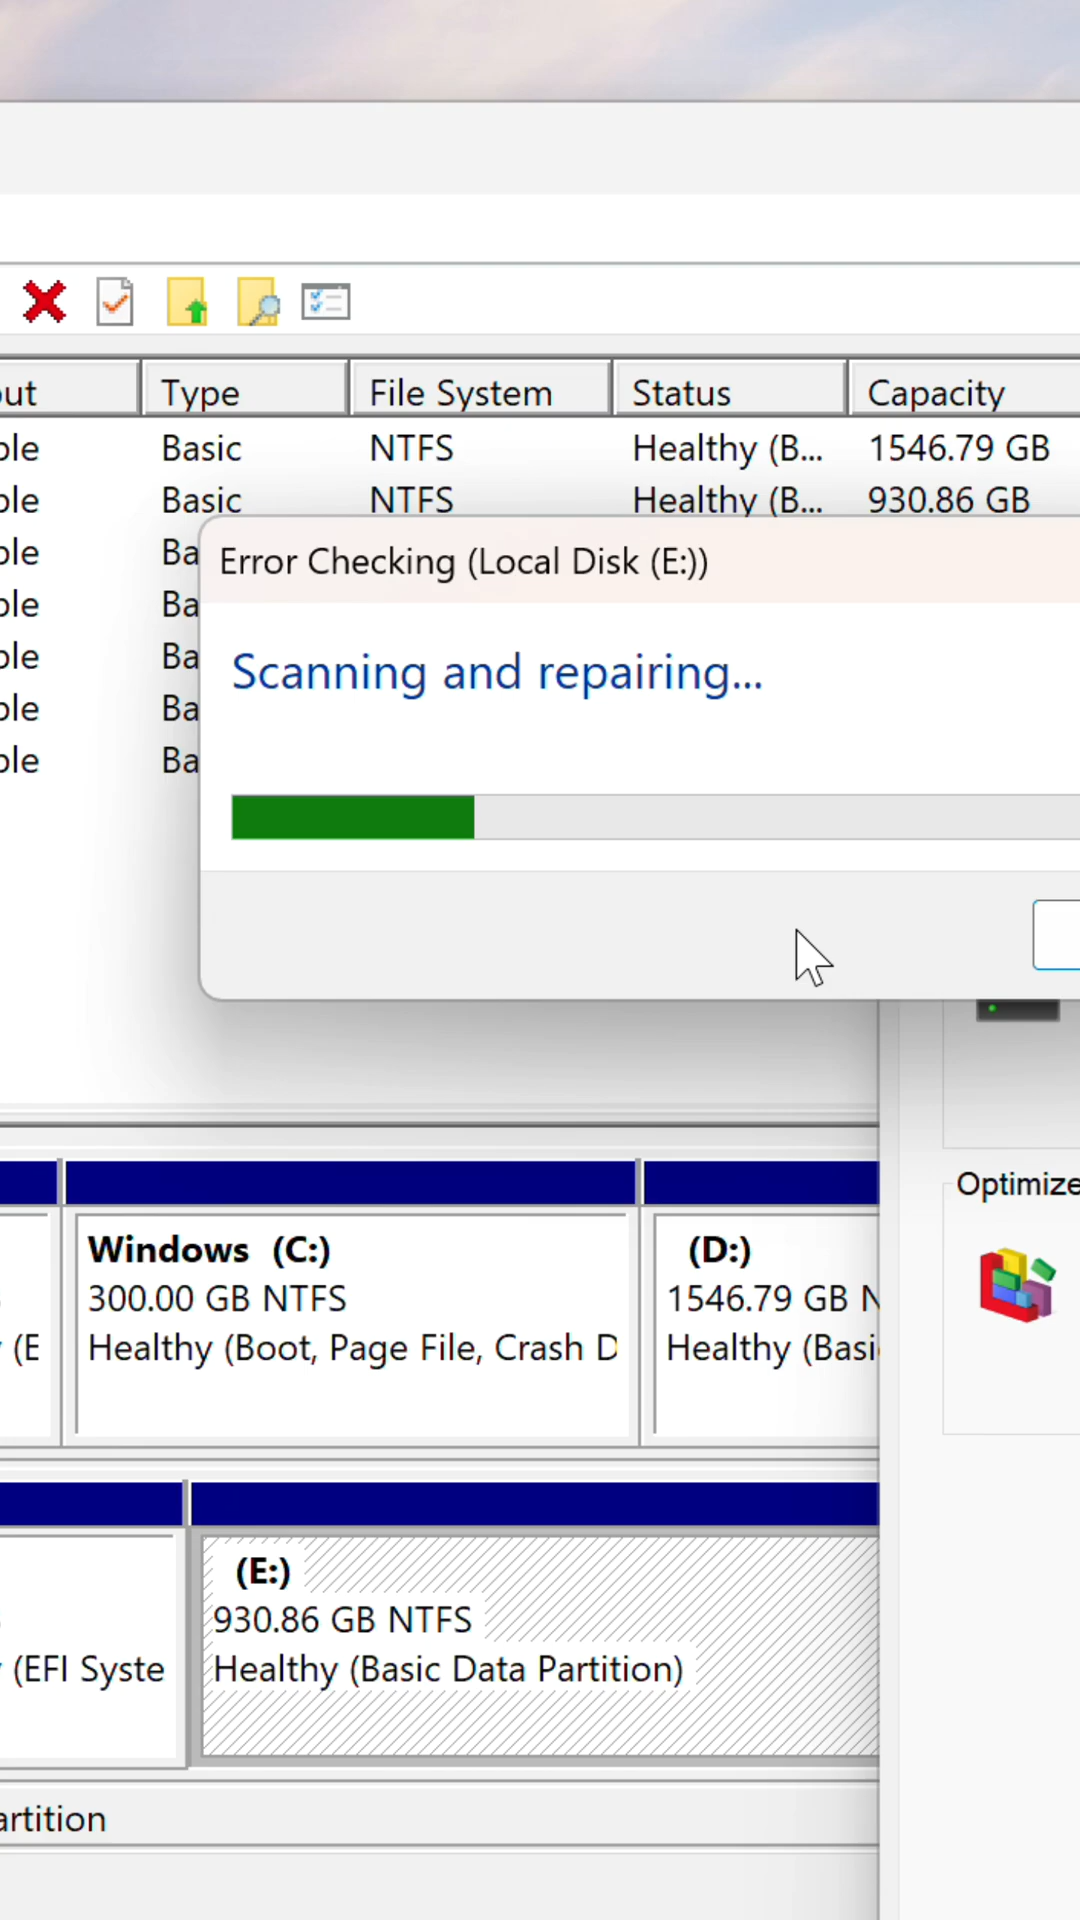 out Type File System Status Capacity
ble Basic NTFS Healthy (B... 1546.79 GB
ble Basic NTFS Healthy (B... 930.86 GB
ble Ba
ble Ba
ble Ba
ble Ba
ble Ba
Error Checking (Local Disk (E:))
Scanning and repairing...
Optimize
Windows (C:)
300.00 GB NTFS
Healthy (Boot, Page File, Crash D
(D:)
1546.79 GB N
Healthy (Basi
(E
(E:)
930.86 GB NTFS
Healthy (Basic Data Partition)
(EFI Syste
artition